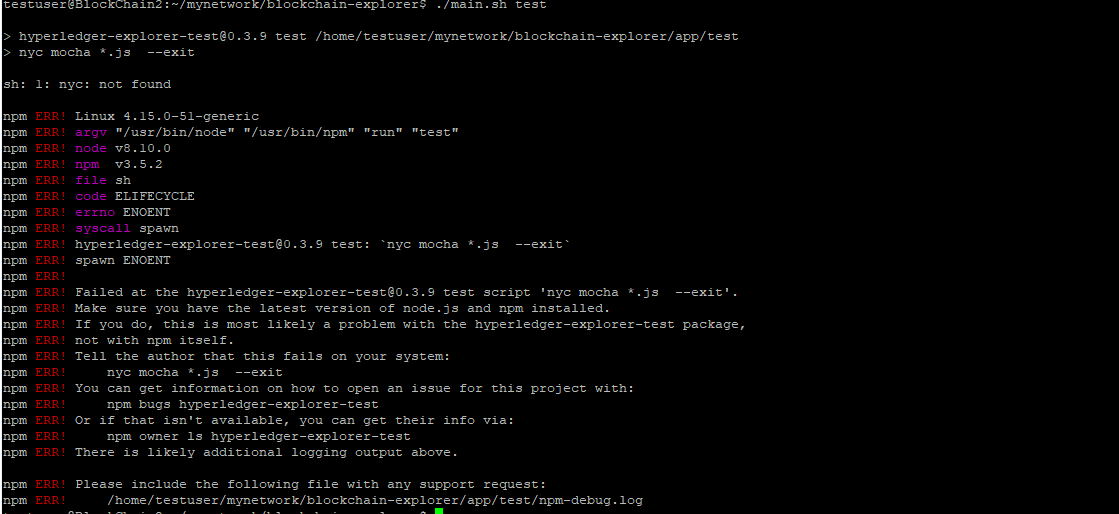 testuser@BlockChain2:~/mynetwork/blockchain-explorer$ ./main.sh test
> hyperledger-explorer-test@0.3.9 test /home/testuser/mynetwork/blockchain-explorer/app/test
> nyc mocha *.js  --exit
sh: 1: nyc: not found
npm ERR! Linux 4.15.0-51-generic
npm ERR! argv "/usr/bin/node" "/usr/bin/npm" "run" "test"
npm ERR! node v8.10.0
npm ERR! npm  v3.5.2
npm ERR! file sh
npm ERR! code ELIFECYCLE
npm ERR! errno ENOENT
npm ERR! syscall spawn
npm ERR! hyperledger-explorer-test@0.3.9 test: `nyc mocha *.js  --exit`
npm ERR! spawn ENOENT
npm ERR!
npm ERR! Failed at the hyperledger-explorer-test@0.3.9 test script 'nyc mocha *.js  --exit'.
npm ERR! Make sure you have the latest version of node.js and npm installed.
npm ERR! If you do, this is most likely a problem with the hyperledger-explorer-test package,
npm ERR! not with npm itself.
npm ERR! Tell the author that this fails on your system:
npm ERR!     nyc mocha *.js  --exit
npm ERR! You can get information on how to open an issue for this project with:
npm ERR!     npm bugs hyperledger-explorer-test
npm ERR! Or if that isn't available, you can get their info via:
npm ERR!     npm owner ls hyperledger-explorer-test
npm ERR! There is likely additional logging output above.
npm ERR! Please include the following file with any support request:
npm ERR!     /home/testuser/mynetwork/blockchain-explorer/app/test/npm-debug.log
testuser@BlockChain2:~/mynetwork/blockchain-explorer$